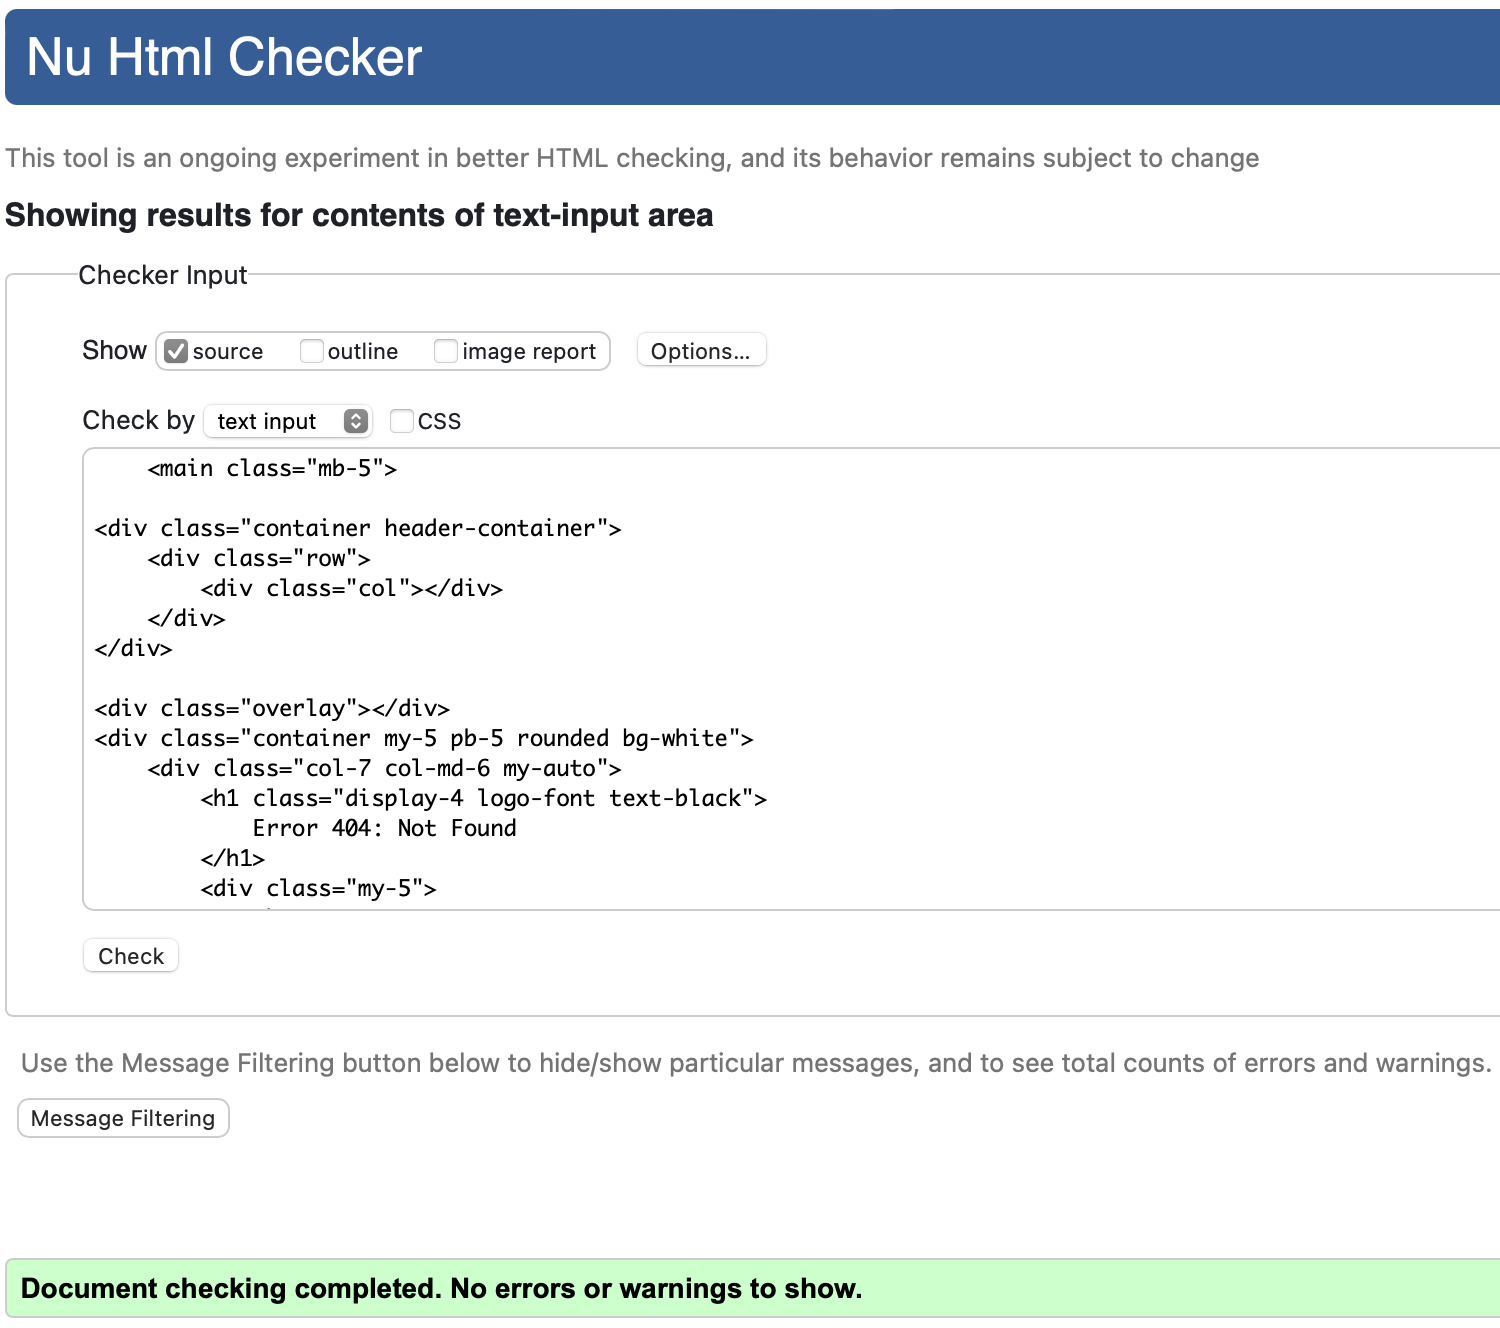 Nu Html Checker
This tool is an ongoing experiment in better HTML checking, and its behavior remains subject to change
Showing results for contents of text-input area
Checker Input
Show source outline image report Options...
Check by text input CSS
<main class="mb-5">
<div class="container header-container">
<div class="row">
<div class="col"></div>
</div>
</div>
<div class="overlay"></div>
<div class="container my-5 pb-5 rounded bg-white">
<div class="col-7 col-md-6 my-auto">
<h1 class="display-4 logo-font text-black">
Error 404: Not Found
</h1>
<div class="my-5">
Check
Use the Message Filtering button below to hide/show particular messages, and to see total counts of errors and warnings.
Message Filtering
Document checking completed. No errors or warnings to show.